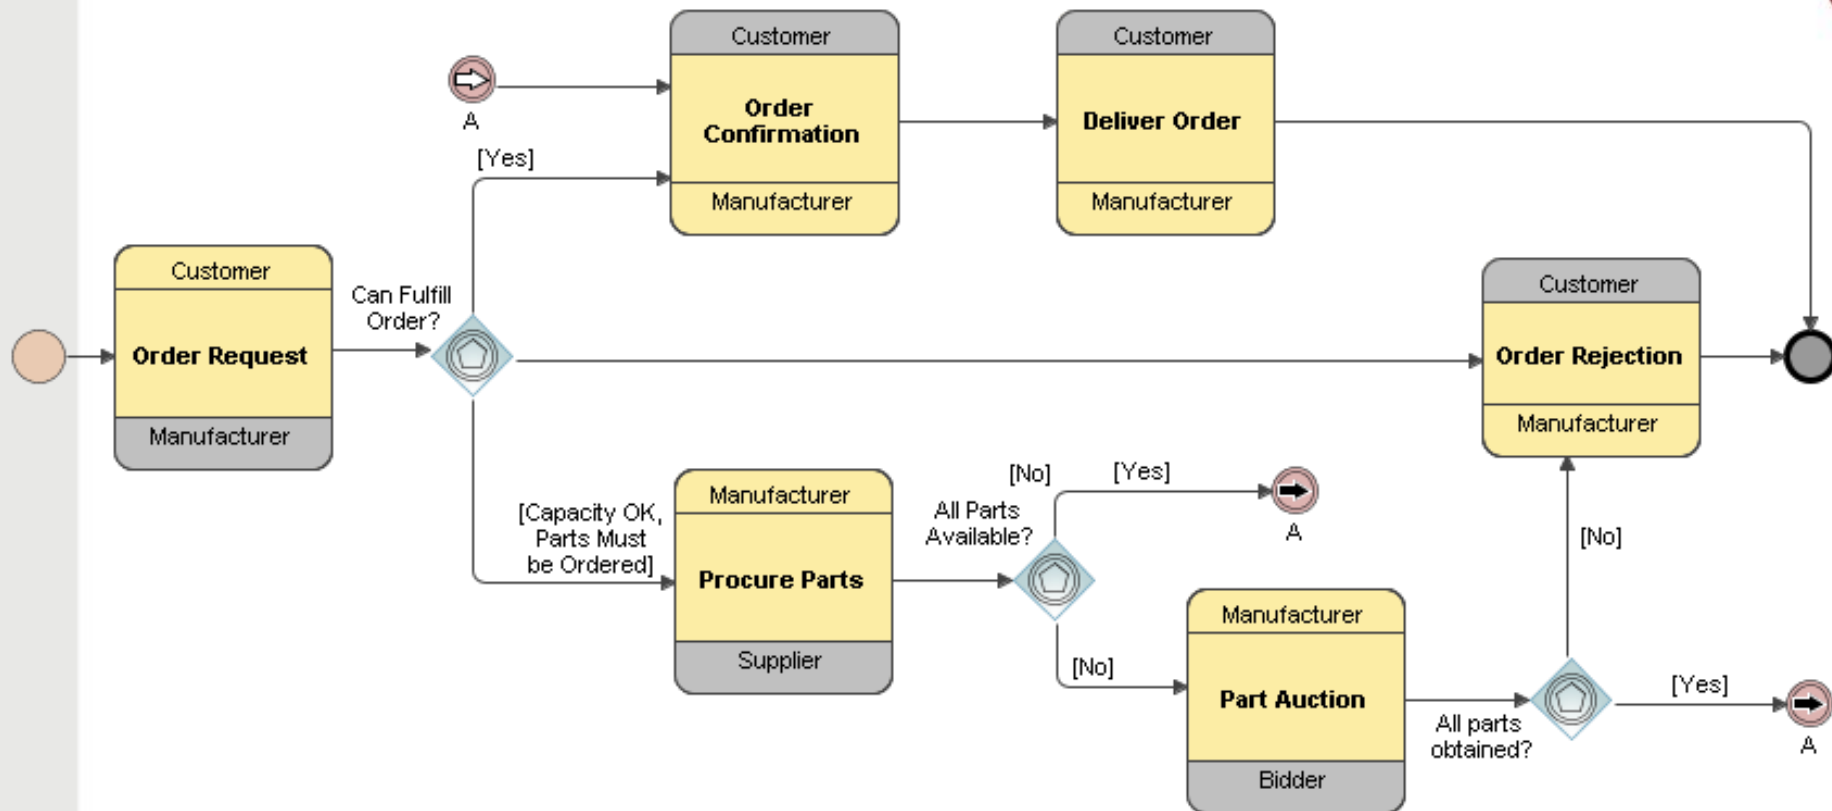 Customer
Order
Confirmation
Manufacturer
Customer
Deliver Order
Manufacturer
A
[Yes]
Customer
Order Request
Manufacturer
Can Fulfill
Order?
Customer
Order Rejection
Manufacturer
[Capacity OK,
Parts Must
be Ordered]
Manufacturer
Procure Parts
Supplier
All Parts
Available?
[No]
[Yes]
A
[No]
[No]
Manufacturer
Part Auction
Bidder
All parts
obtained?
[Yes]
A